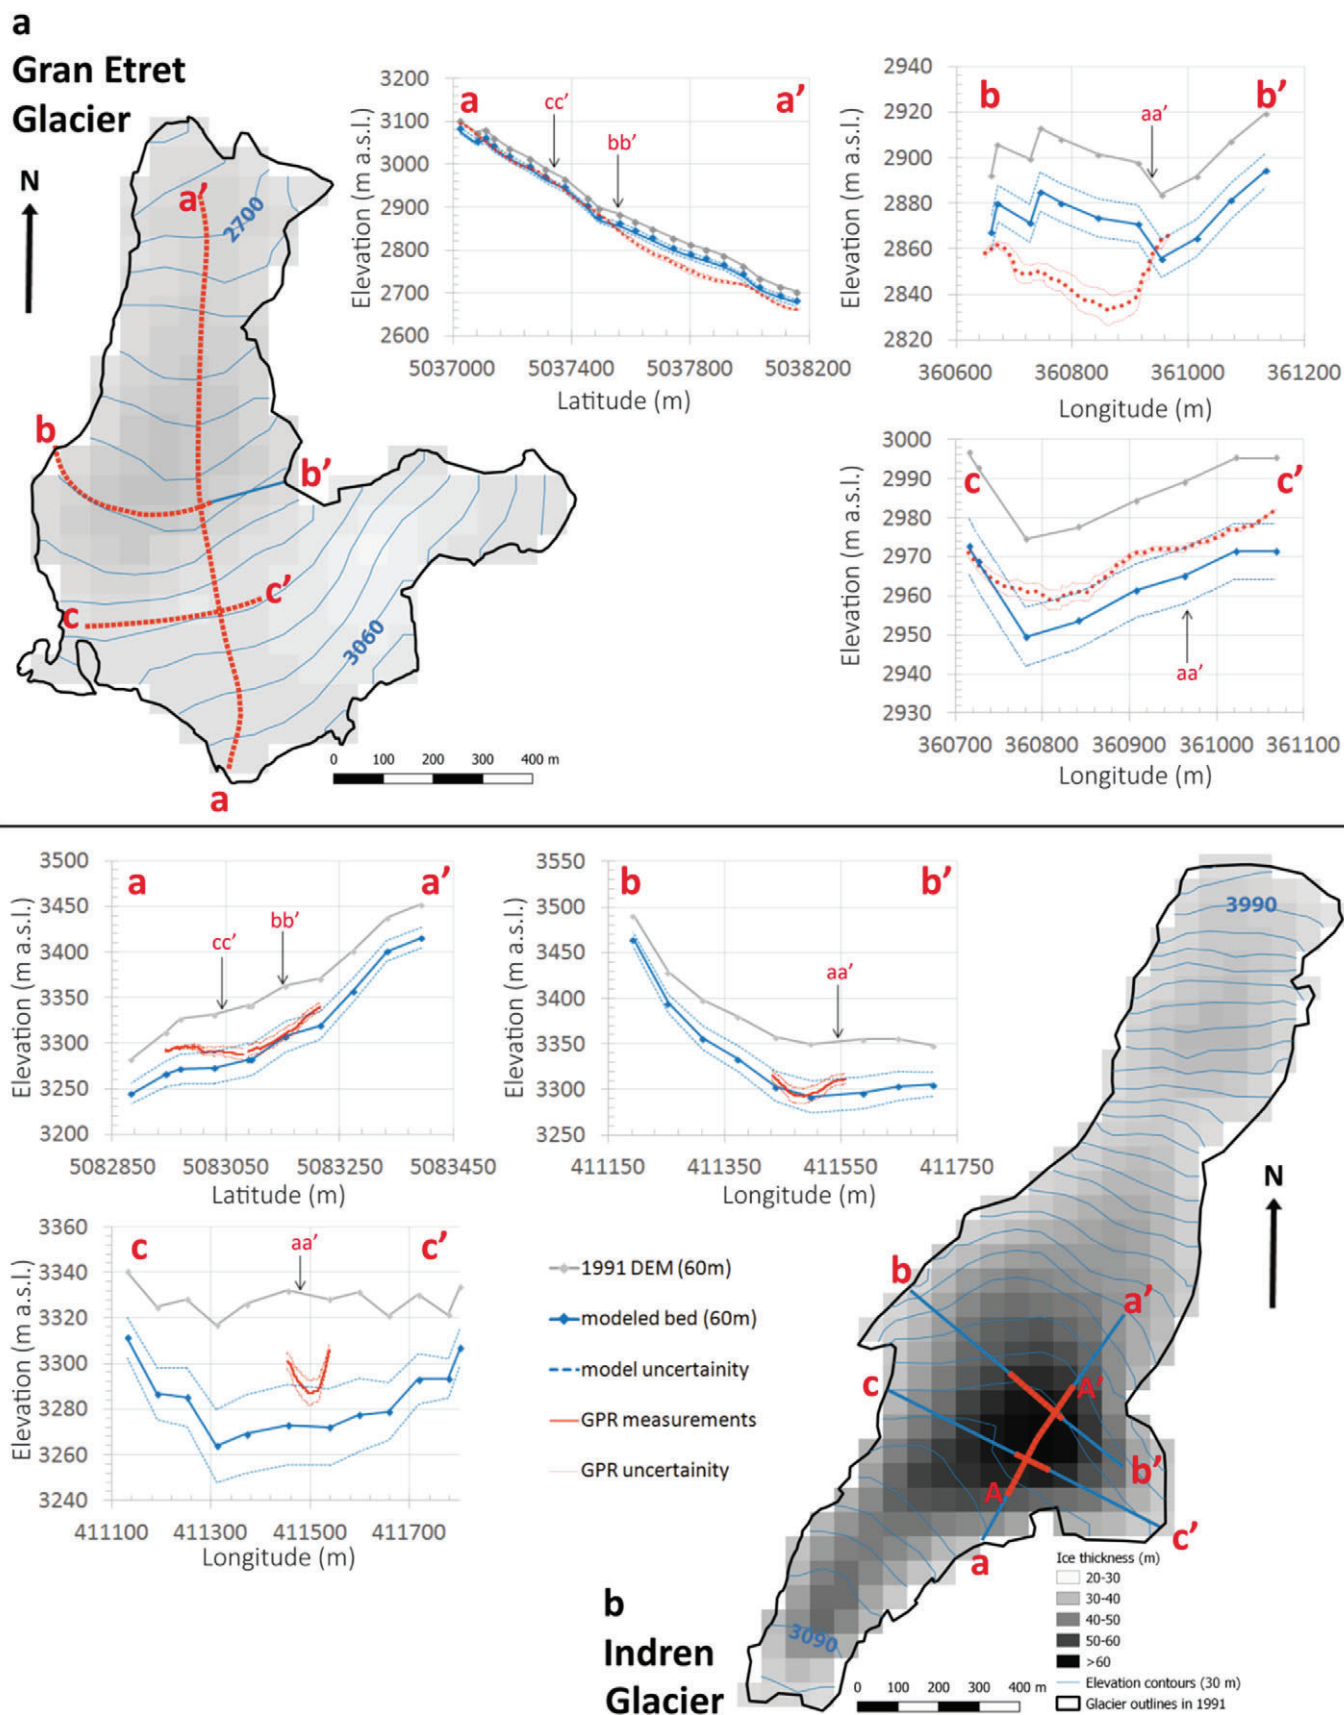 a
Gran Etret
Glacier
N
a'
2700
b
b'
c
c'
3060
a
0 100 200 300 400 m
a
a'
cc'
bb'
Elevation (m a.s.l.)
3200
3100
3000
2900
2800
2700
2600
5037000 5037400 5037800 5038200
Latitude (m)
b
b'
aa'
Elevation (m a.s.l.)
2940
2920
2900
2880
2860
2840
2820
360600 360800 361000 361200
Longitude (m)
c
c'
aa'
Elevation (m a.s.l.)
3000
2990
2980
2970
2960
2950
2940
2930
360700 360800 360900 361000 361100
Longitude (m)
a
a'
cc'
bb'
Elevation (m a.s.l.)
3500
3450
3400
3350
3300
3250
3200
5082850 5083050 5083250 5083450
Latitude (m)
b
b'
aa'
Elevation (m a.s.l.)
3550
3500
3450
3400
3350
3300
3250
411150 411350 411550 411750
Longitude (m)
c
c'
aa'
Elevation (m a.s.l.)
3360
3340
3320
3300
3280
3260
3240
411100 411300 411500 411700
Longitude (m)
1991 DEM (60m)
modeled bed (60m)
model uncertainity
GPR measurements
GPR uncertainity
3990
N
b
a'
c
A'
b'
A
c'
a
3090
b
Indren
Glacier
0 100 200 300 400 m
Ice thickness (m)
20-30
30-40
40-50
50-60
>60
Elevation contours (30 m)
Glacier outlines in 1991